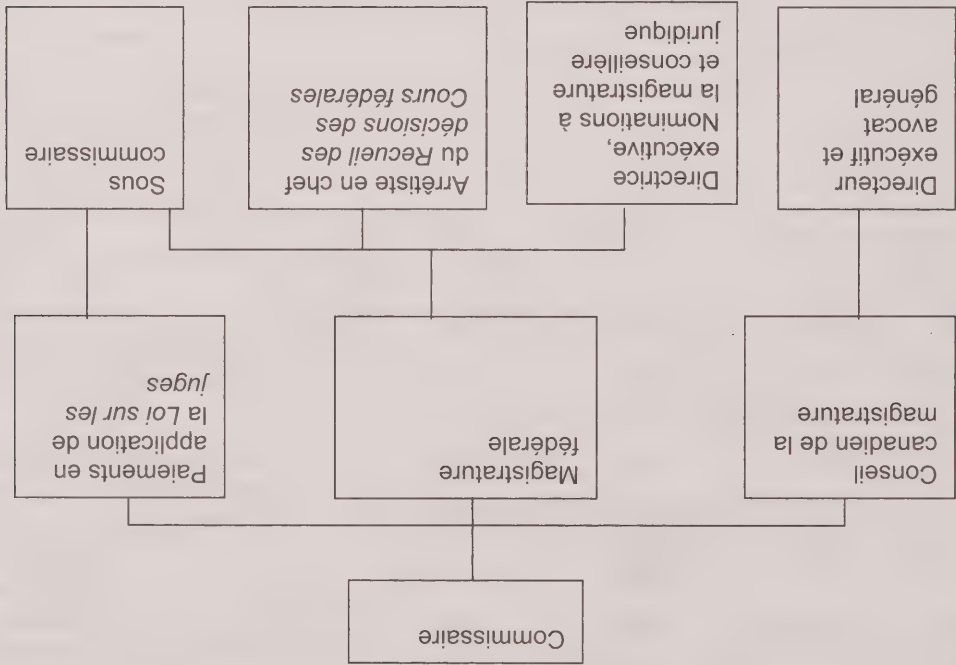 Commissaire
Conseil
canadien de la
magistrature
Magistrature
fédérale
Paiements en
application de
la Loi sur les
juges
Directeur
exécutif et
avocat
général
Directrice
exécutive,
Nominations à
la magistrature
et conseillère
juridique
Arrêtiste en chef
du Recueil des
décisions des
Cours fédérales
Sous
commissaire